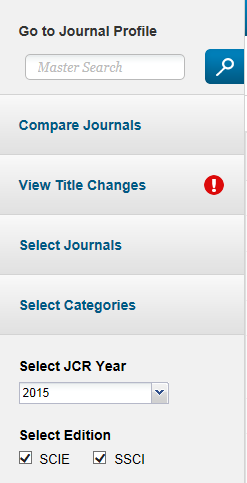 Go to Journal Profile
Master Search
Compare Journals
View Title Changes
Select Journals
Select Categories
Select JCR Year
2015
Select Edition
SCIE SSCI